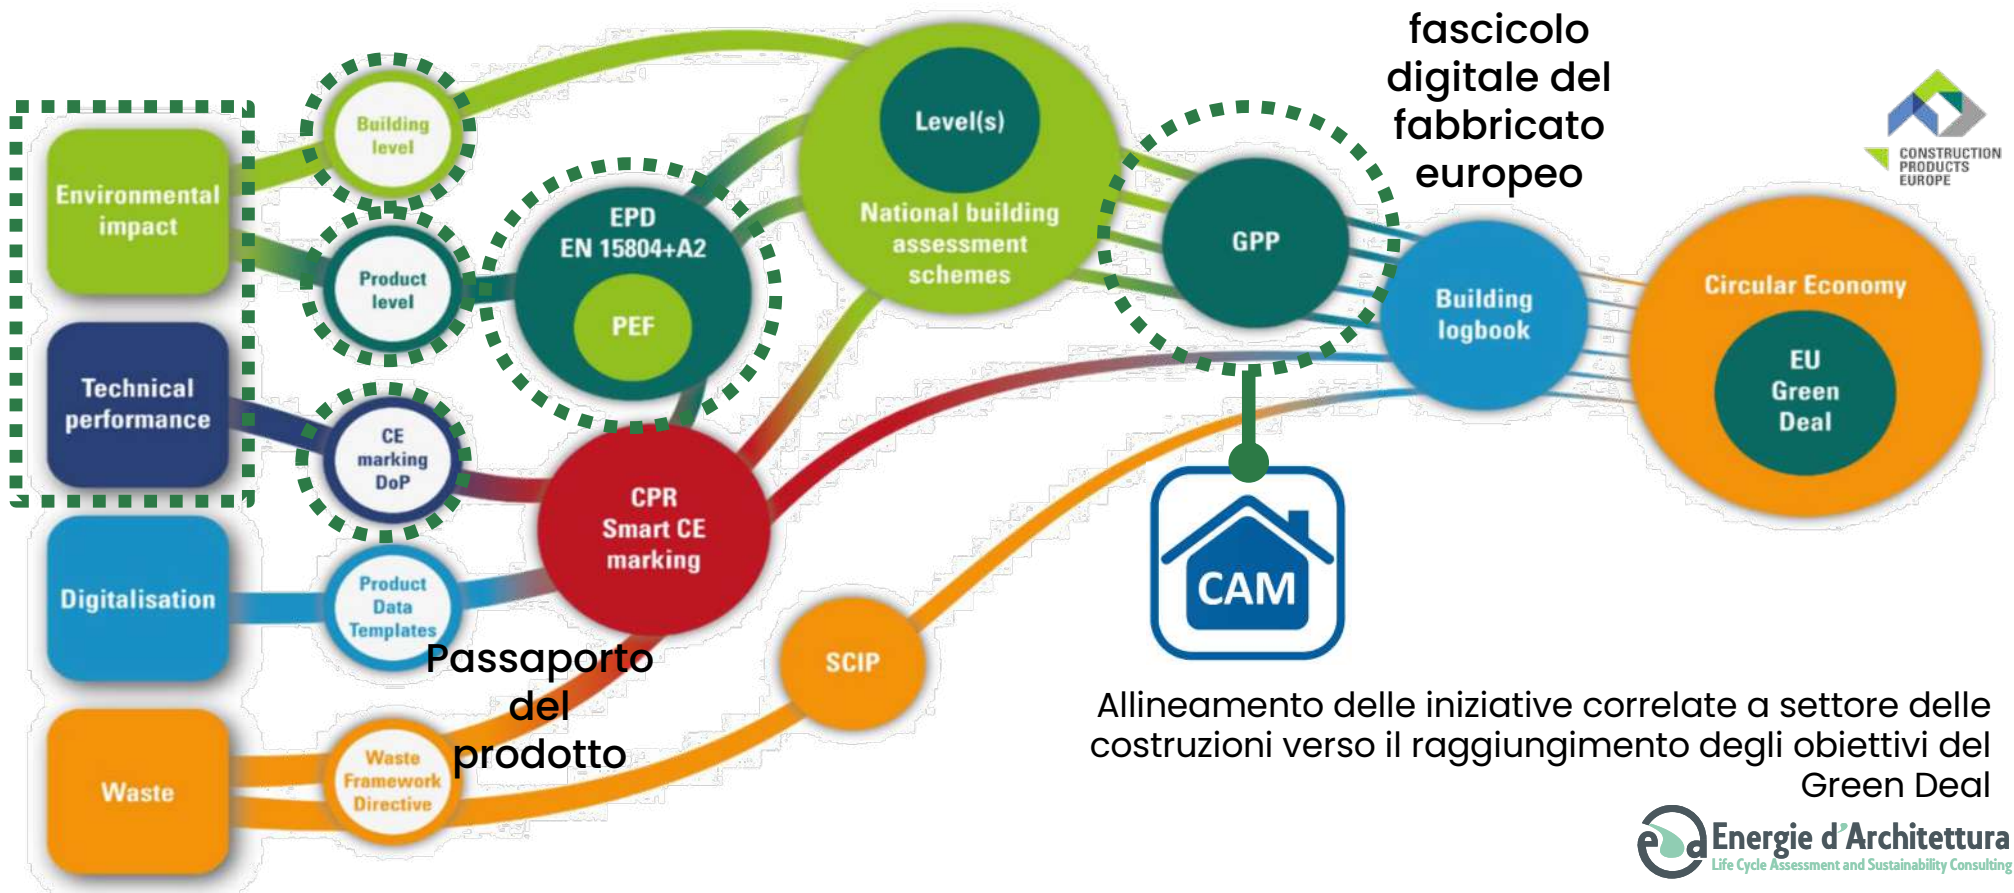 fascicolo
digitale del
fabbricato
europeo
CONSTRUCTION
PRODUCTS
EUROPE
Environmental
impact
Technical
performance
Digitalisation
Waste
Building
level
Product
level
CE
marking
DoP
Product
Data
Templates
Waste
Framework
Directive
Passaporto
del
prodotto
EPD
EN 15804+A2
PEF
CPR
Smart CE
marking
SCIP
Level(s)
National building
assessment
schemes
GPP
CAM
Building
logbook
Circular Economy
EU
Green
Deal
Allineamento delle iniziative correlate a settore delle
costruzioni verso il raggiungimento degli obiettivi del
Green Deal
eda Energie d'Architettura
Life Cycle Assessment and Sustainability Consulting